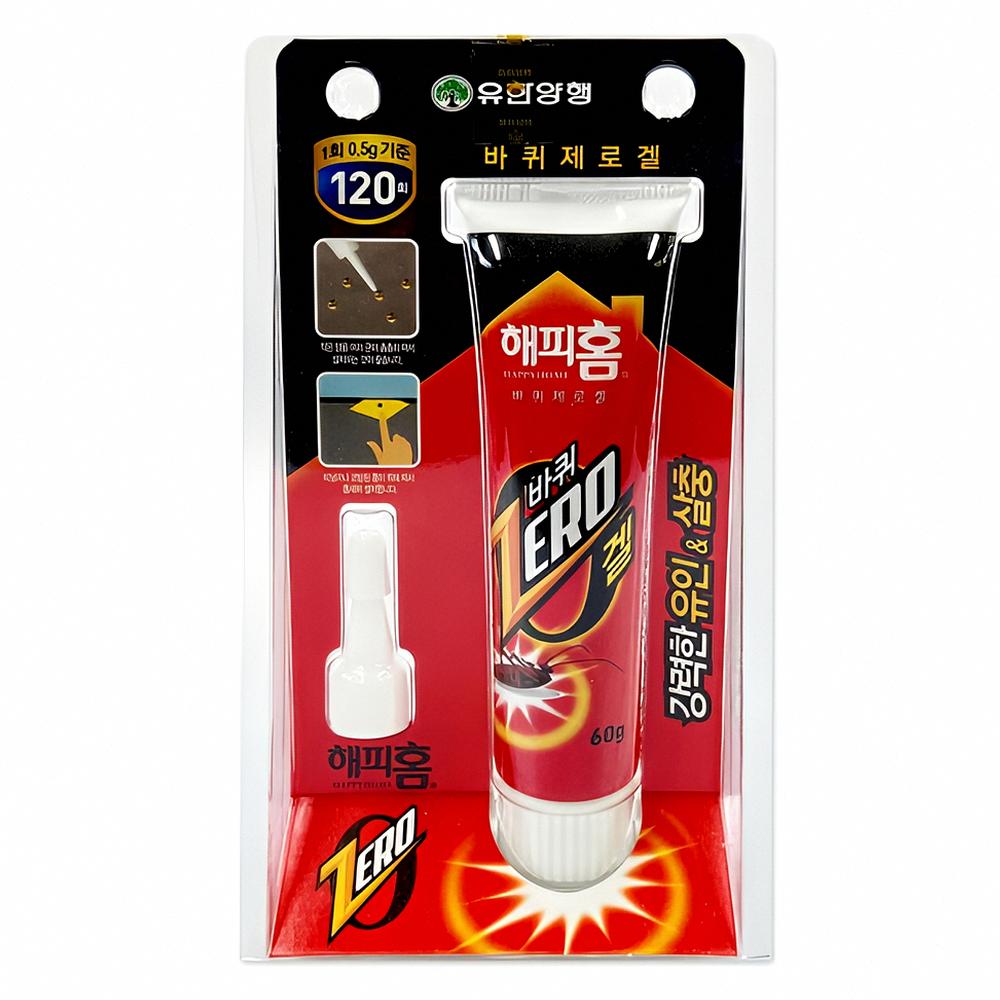 유한양행
바퀴제로겔
1회 0.5g 기준
120회
해피홈
HAPPYHOME
바퀴제로겔
바퀴
ZERO
겔
60g
강력한 유인 & 살충
해피홈
HAPPYHOME
ZERO